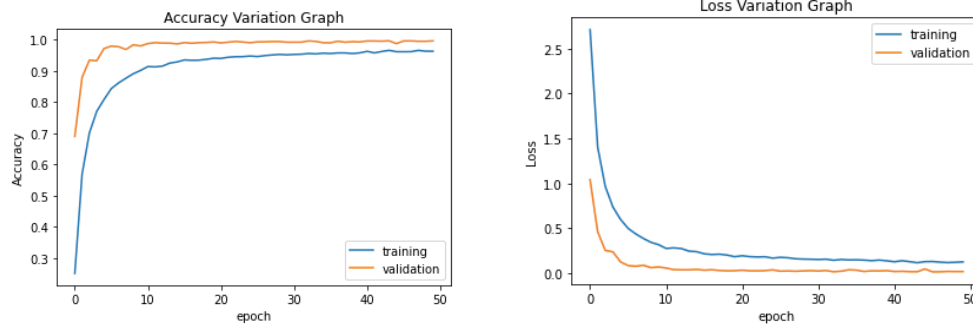 Accuracy Variation Graph
1.0
0.9
0.8
0.7
0.6
0.5
0.4
0.3
Accuracy
training
validation
0
10
20
30
40
50
epoch
Loss Variation Graph
2.5
2.0
1.5
1.0
0.5
0.0
Loss
training
validation
0
10
20
30
40
50
epoch